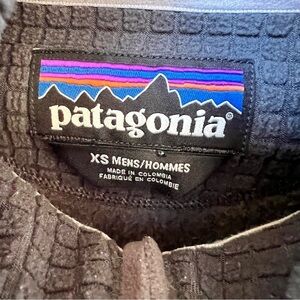 patagonia®
XS MENS/HOMMES
MADE IN COLOMBIA
FABRIQUÉ EN COLOMBIE